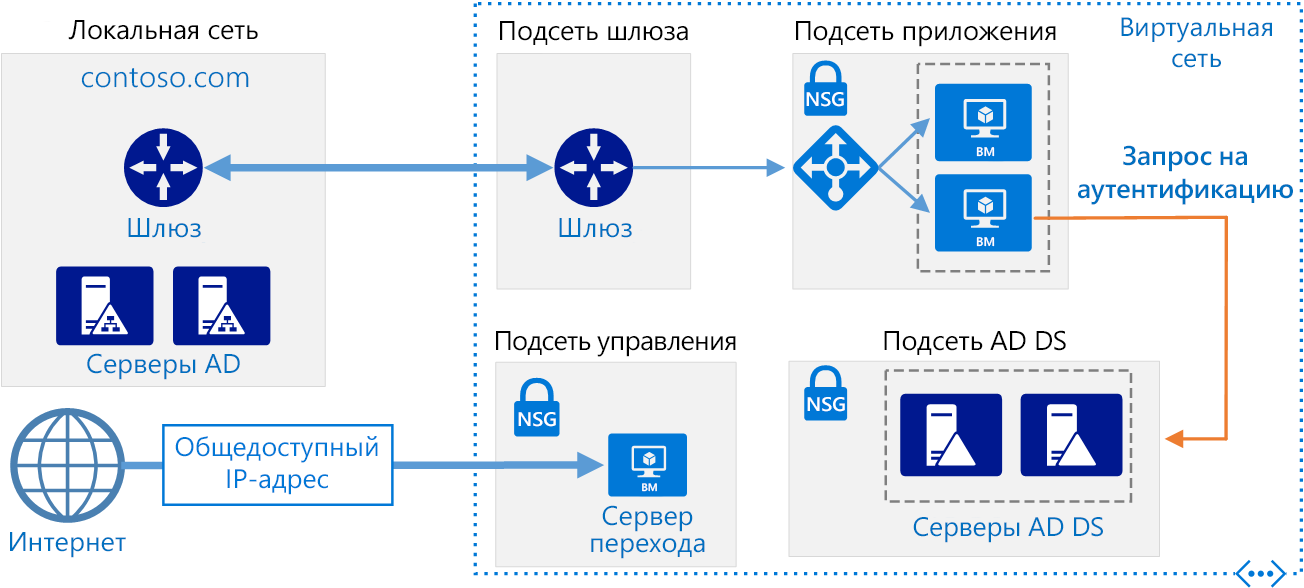 Локальная сеть
contoso.com
Шлюз
Серверы AD
Подсеть шлюза
Шлюз
Подсеть приложения
NSG
ВМ
ВМ
Виртуальная
сеть
Запрос на
аутентификацию
Интернет
Общедоступный
IP-адрес
Подсеть управления
NSG
ВМ
Сервер
перехода
Подсеть AD DS
NSG
Серверы AD DS